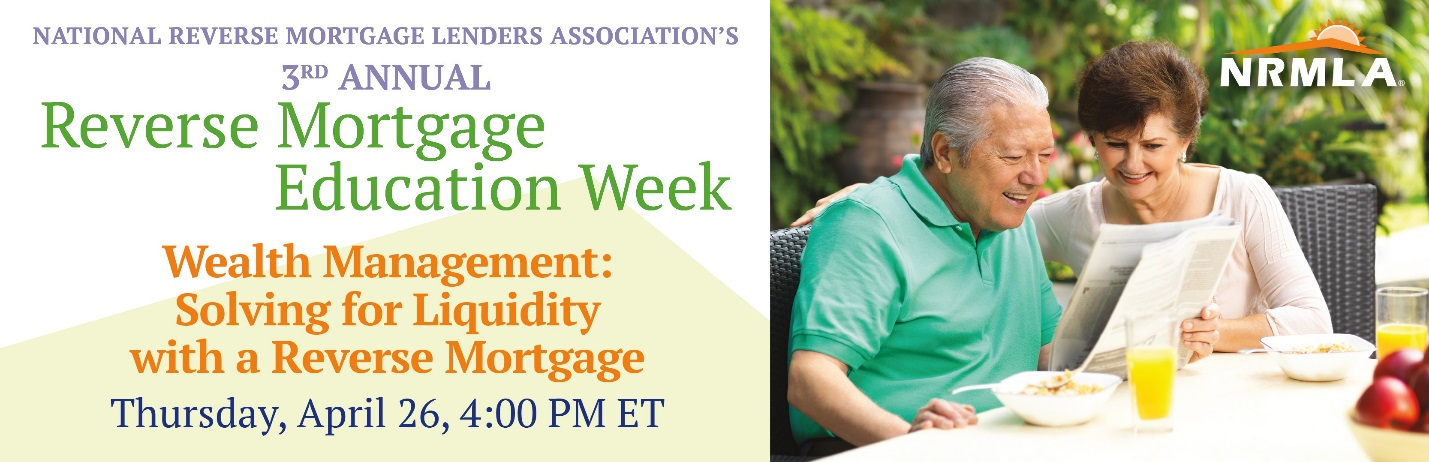 NATIONAL REVERSE MORTGAGE LENDERS ASSOCIATION’S
3RD ANNUAL
Reverse Mortgage
Education Week
Wealth Management:
Solving for Liquidity
with a Reverse Mortgage
Thursday, April 26, 4:00 PM ET
NRMLA®